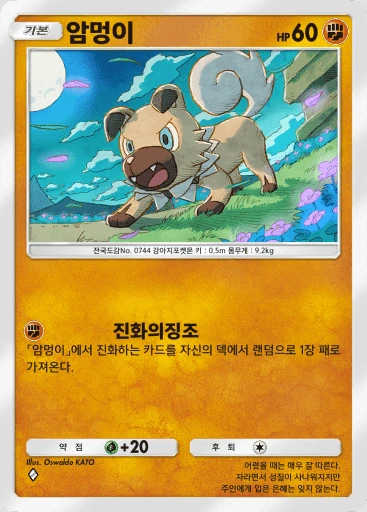 기본 암멍이 HP 60
전국도감No. 0744 강아지포켓몬 키 : 0.5m 몸무게 : 9.2kg
진화의징조
「암멍이」에서 진화하는 카드를 자신의 덱에서 랜덤으로 1장 패로
가져온다.
약점 +20 후퇴
Illus. Oswaldo KATO
어렸을 때는 매우 잘 따른다.
자라면서 성질이 사나워지지만
주인에게 입은 은혜는 잊지 않는다.